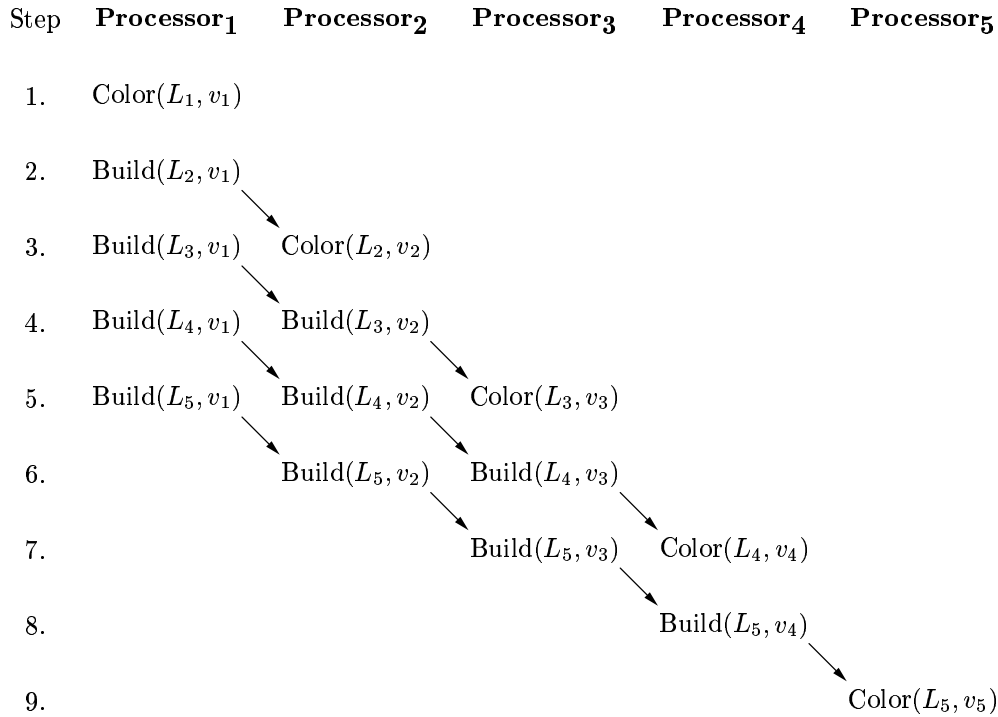 Step Processor1 Processor2 Processor3 Processor4 Processor5
1. Color(L1, v1)
2. Build(L2, v1)
3. Build(L3, v1) Color(L2, v2)
4. Build(L4, v1) Build(L3, v2)
5. Build(L5, v1) Build(L4, v2) Color(L3, v3)
6. Build(L5, v2) Build(L4, v3)
7. Build(L5, v3) Color(L4, v4)
8. Build(L5, v4)
9. Color(L5, v5)